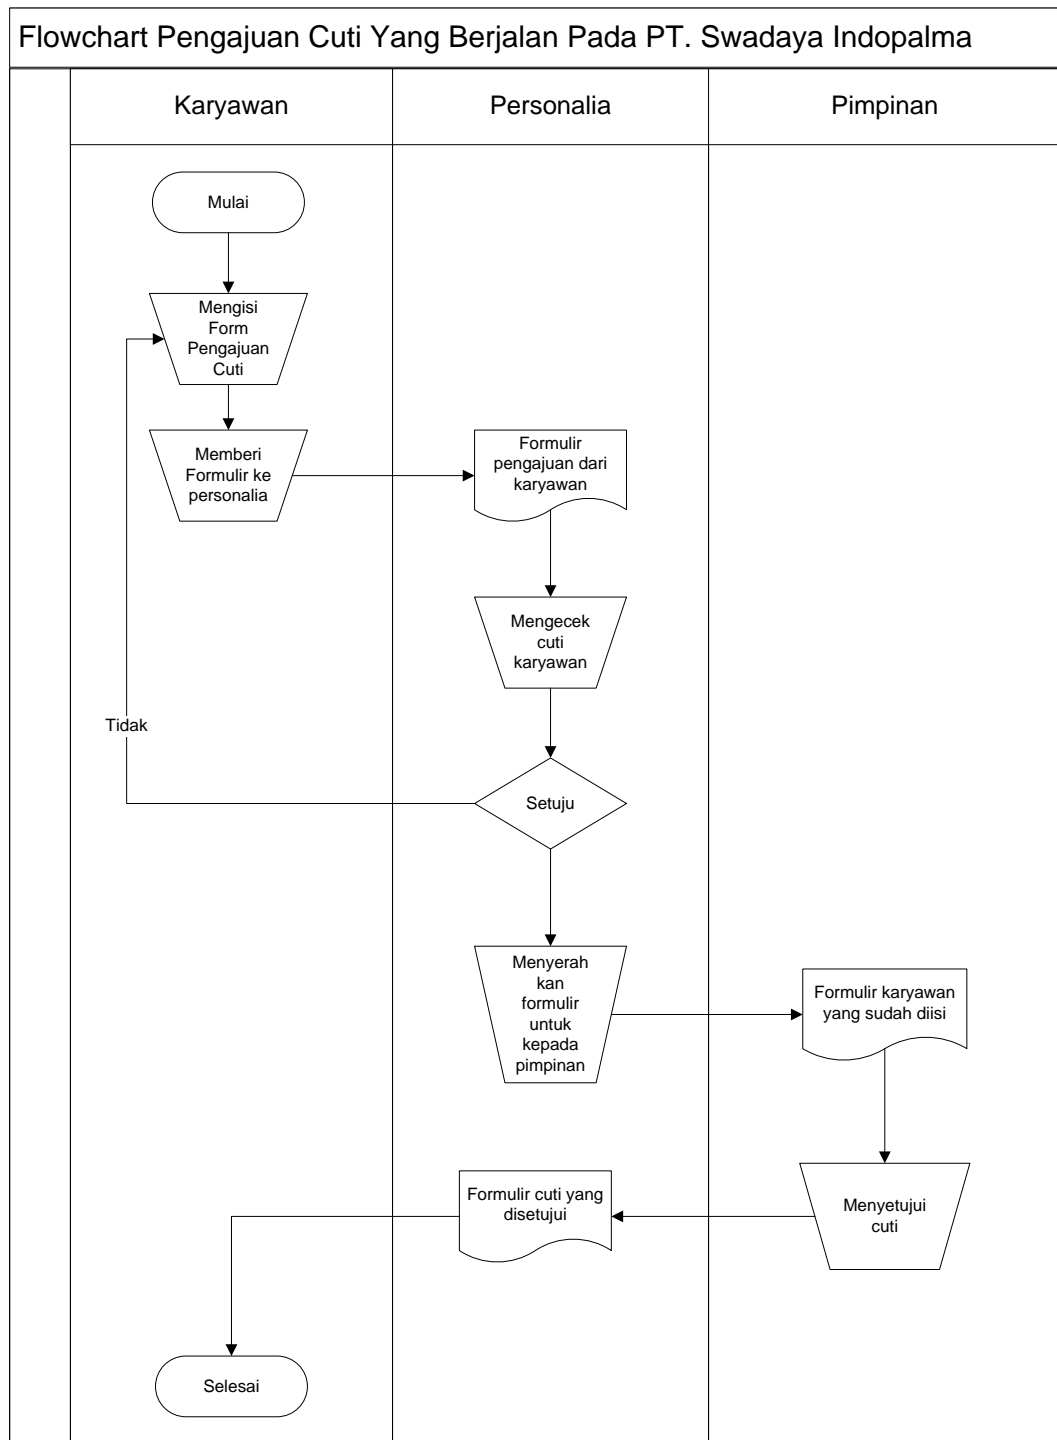 Flowchart Pengajuan Cuti Yang Berjalan Pada PT. Swadaya Indopalma
Karyawan
Personalia
Pimpinan
Mulai
Mengisi
Form
Pengajuan
Cuti
Memberi
Formulir ke
personalia
Formulir
pengajuan dari
karyawan
Mengecek
cuti
karyawan
Tidak
Setuju
Menyerah
kan
formulir
untuk
kepada
pimpinan
Formulir karyawan
yang sudah diisi
Menyetujui
cuti
Formulir cuti yang
disetujui
Selesai